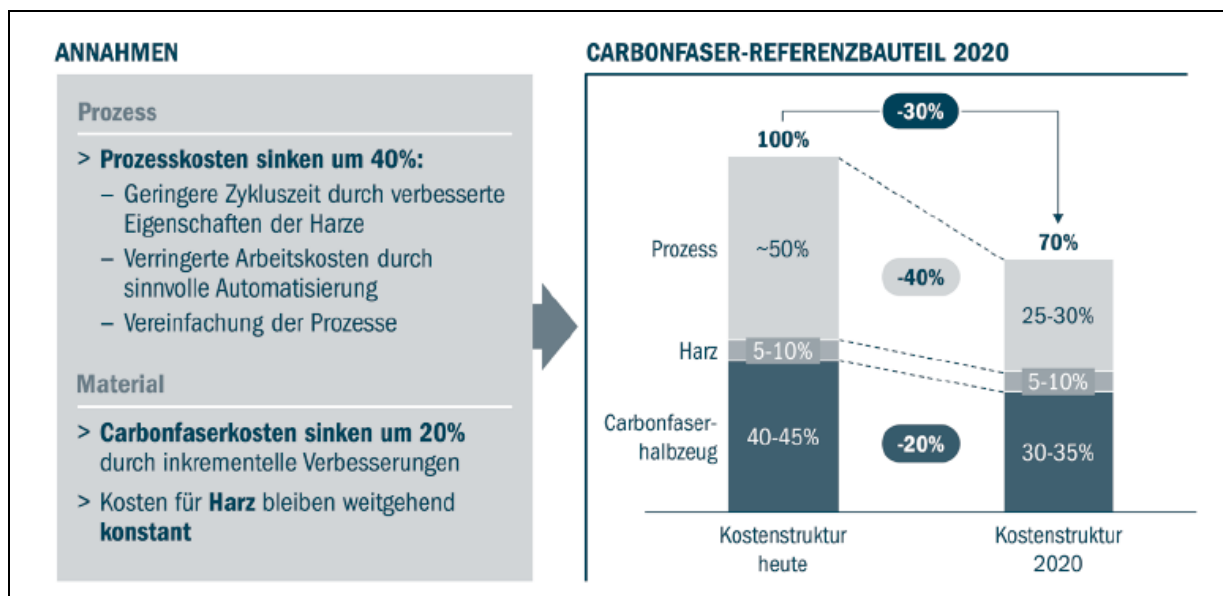 ANNAHMEN
Prozess
> Prozesskosten sinken um 40%:
– Geringere Zykluszeit durch verbesserte
Eigenschaften der Harze
– Verringerte Arbeitskosten durch
sinnvolle Automatisierung
– Vereinfachung der Prozesse
Material
> Carbonfaserkosten sinken um 20%
durch inkrementelle Verbesserungen
> Kosten für Harz bleiben weitgehend
konstant
CARBONFASER-REFERENZBAUTEIL 2020
-30%
100%
70%
Prozess
~50%
-40%
25-30%
Harz
5-10%
5-10%
Carbonfaser-
halbzeug
40-45%
-20%
30-35%
Kostenstruktur
heute
Kostenstruktur
2020